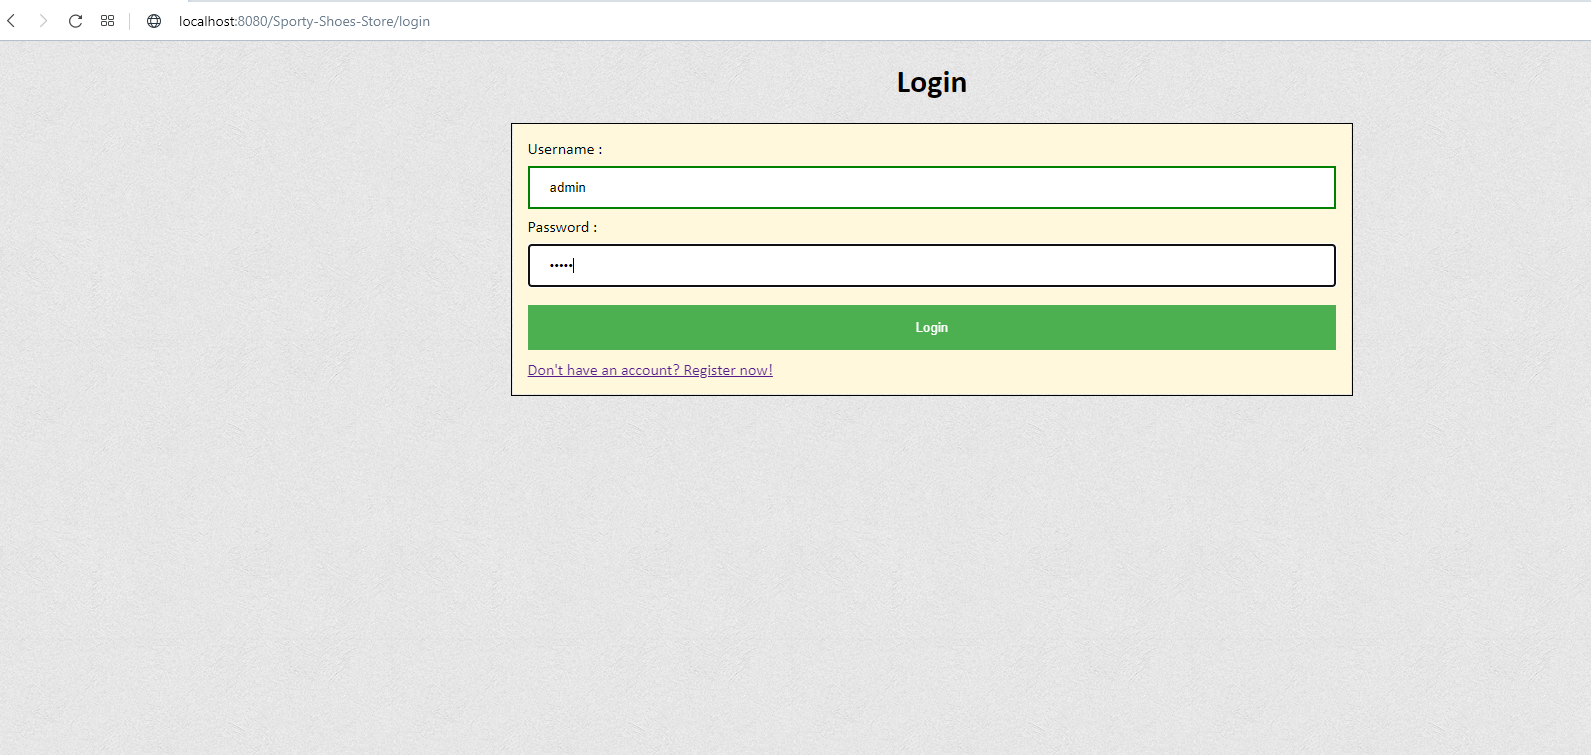 localhost:8080/Sporty-Shoes-Store/login
Login
Username :
admin
Password :
•••••
Login
Don't have an account? Register now!